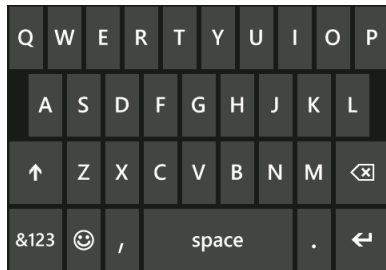 Q W E R T Y U I O P
A S D F G H J K L
Z X C V B N M
&123 , space .